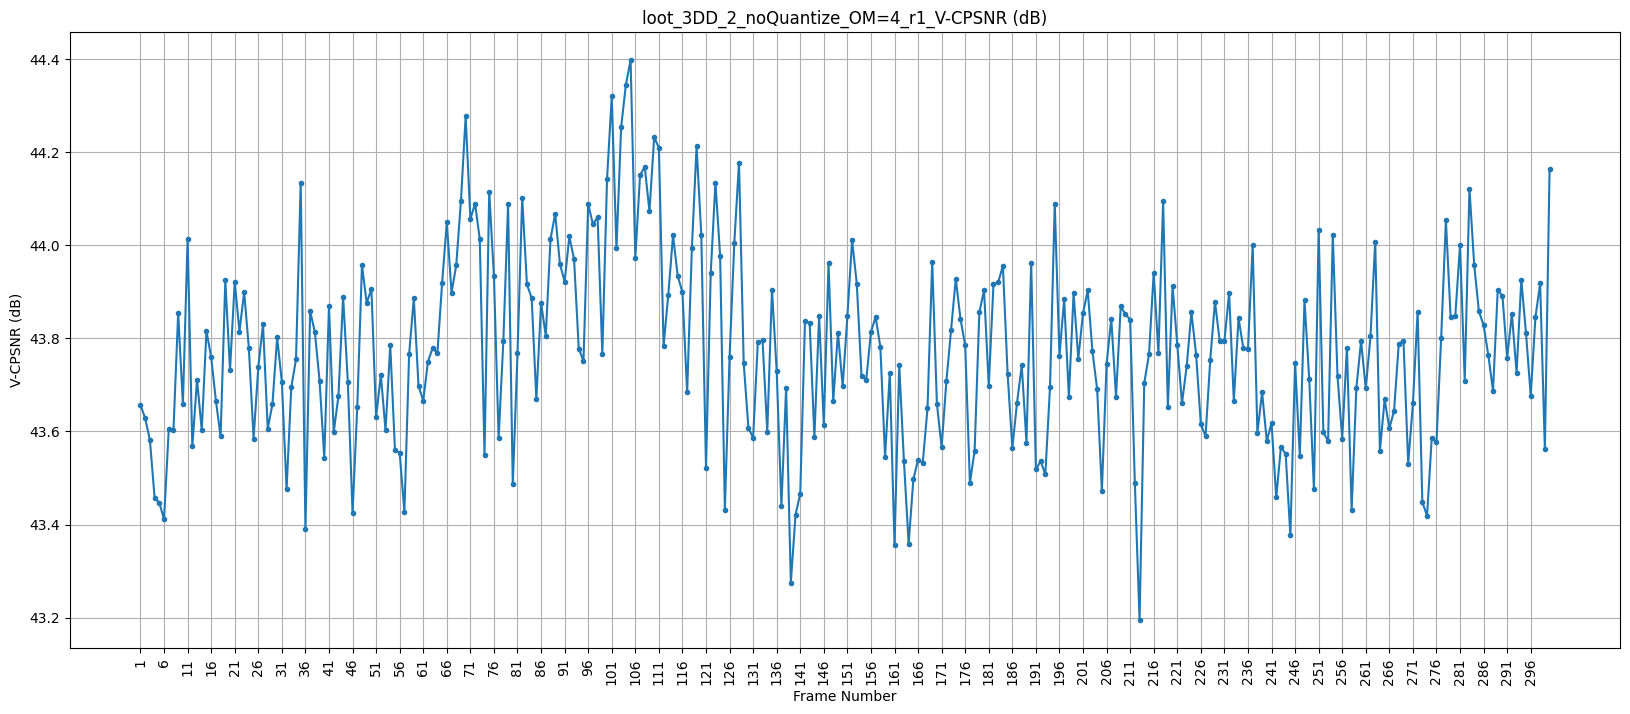 loot_3DD_2_noQuantize_OM=4_r1_V-CPSNR (dB)
44.4
44.2
44.0
43.8
43.6
43.4
43.2
V-CPSNR (dB)
1 6 11 16 21 26 31 36 41 46 51 56 61 66 71 76 81 86 91 96 101 106 111 116 121 126 131 136 141 146 151 156 161 166 171 176 181 186 191 196 201 206 211 216 221 226 231 236 241 246 251 256 261 266 271 276 281 286 291 296
Frame Number